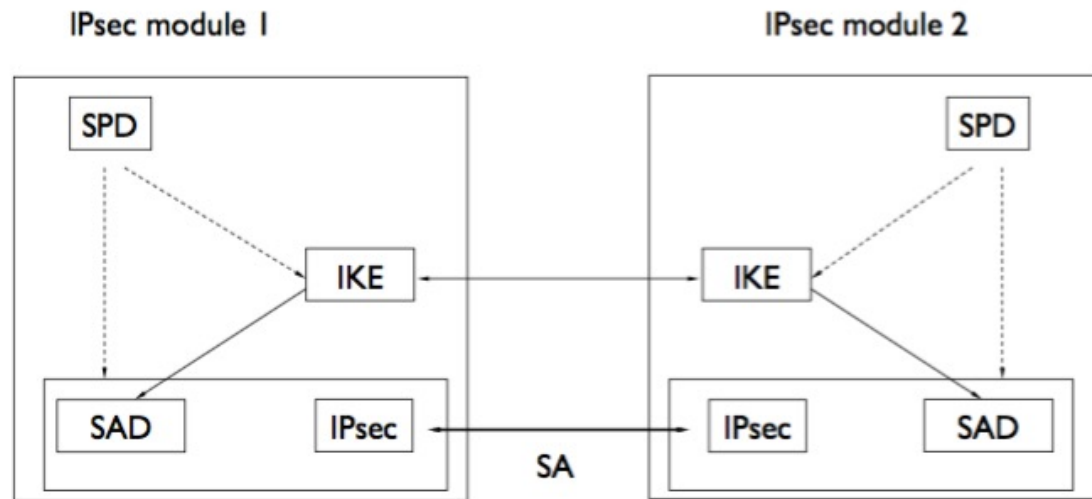 IPsec module 1
IPsec module 2
SPD
SPD
IKE
IKE
SAD
IPsec
IPsec
SAD
SA